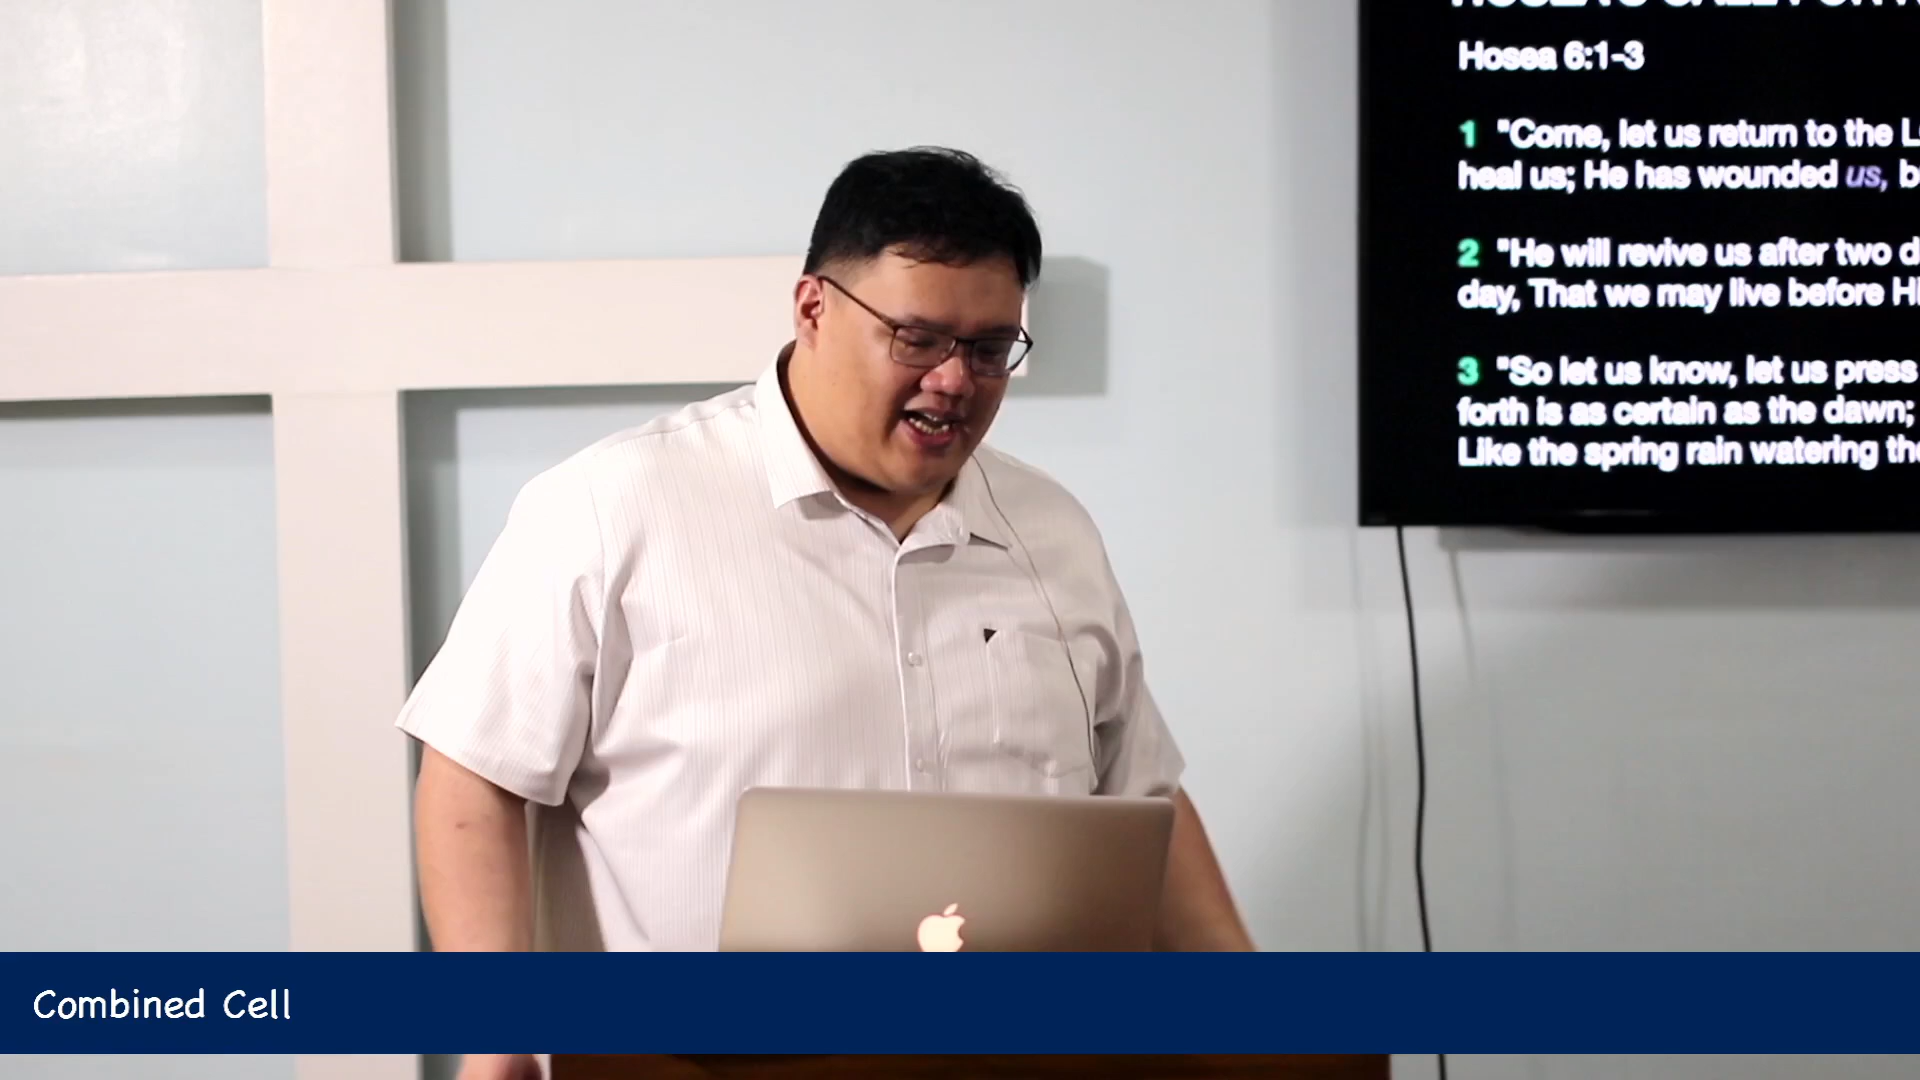 Hosea 6:1-3
1 "Come, let us return to the
heal us; He has wounded us,
2 "He will revive us after two
day, That we may live before
3 "So let us know, let us press
forth is as certain as the dawn;
Like the spring rain watering
Combined Cell